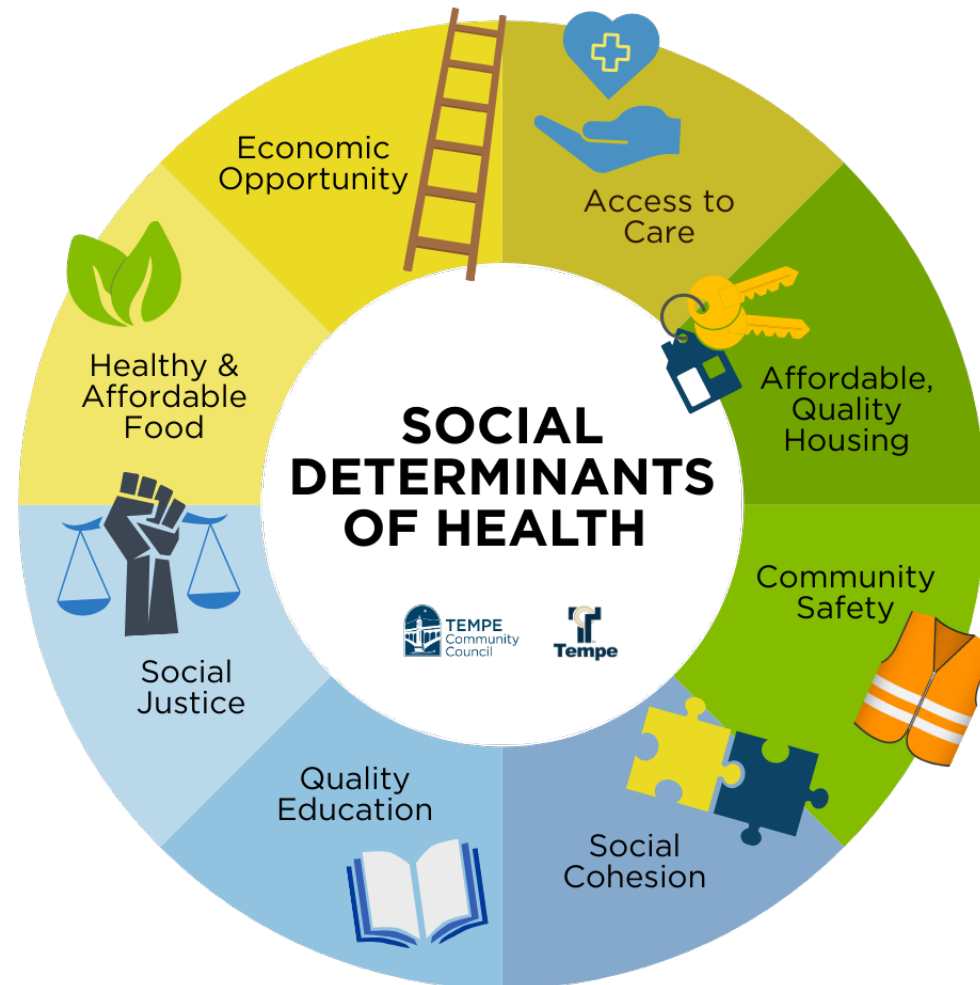 Economic
Opportunity
Access to
Care
Affordable,
Quality
Housing
Community
Safety
Social
Cohesion
Quality
Education
Social
Justice
Healthy &
Affordable
Food
SOCIAL
DETERMINANTS
OF HEALTH
TEMPE
Community
Council
Tempe